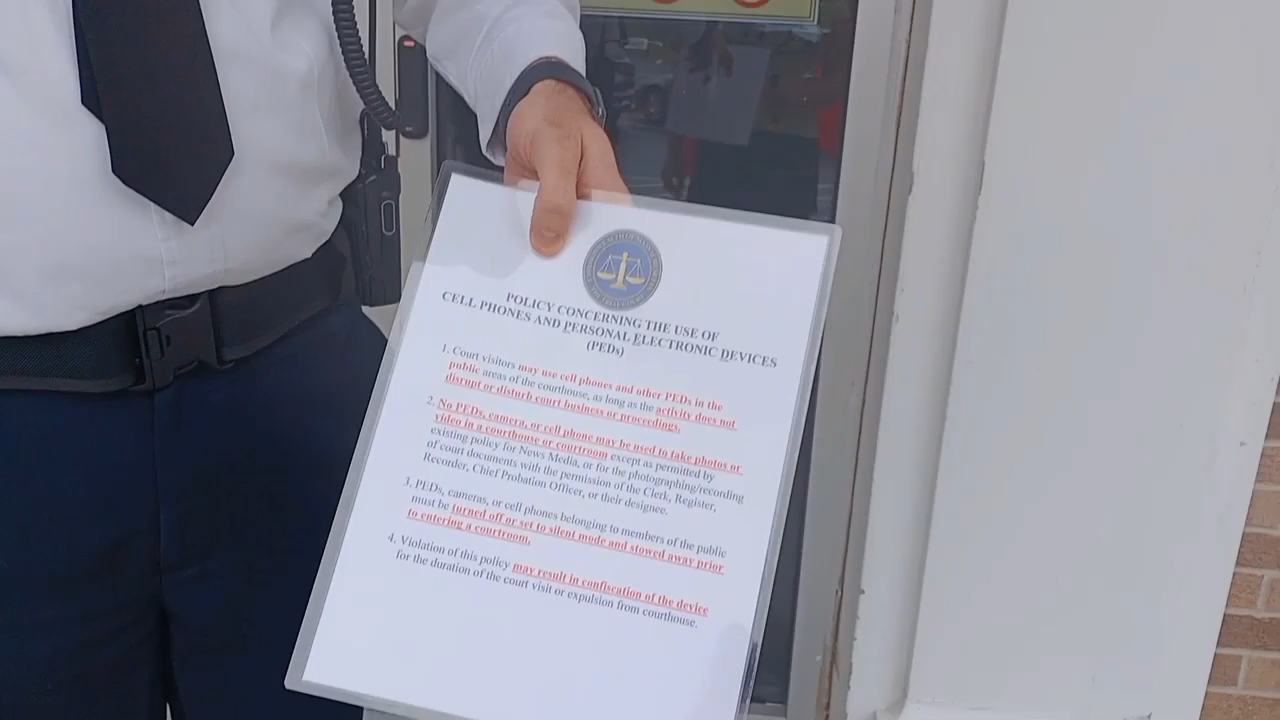 POLICY CONCERNING THE USE OF
CELL PHONES AND PERSONAL ELECTRONIC DEVICES
(PEDs)
1. Court visitors may use cell phones and other PEDs in the
public areas of the courthouse, as long as the activity does not
disrupt or disturb court business or proceedings.
2. No PEDs, camera, or cell phone may be used to take photos or
video in a courthouse or courtroom except as permitted by
existing policy for News Media, or for the photographing/recording
of court documents with the permission of the Clerk, Register,
Recorder, Chief Probation Officer, or their designee.
3. PEDs, cameras, or cell phones belonging to members of the public
must be turned off or set to silent mode and stowed away prior
to entering a courtroom.
4. Violation of this policy may result in confiscation of the device
for the duration of the court visit or expulsion from courthouse.